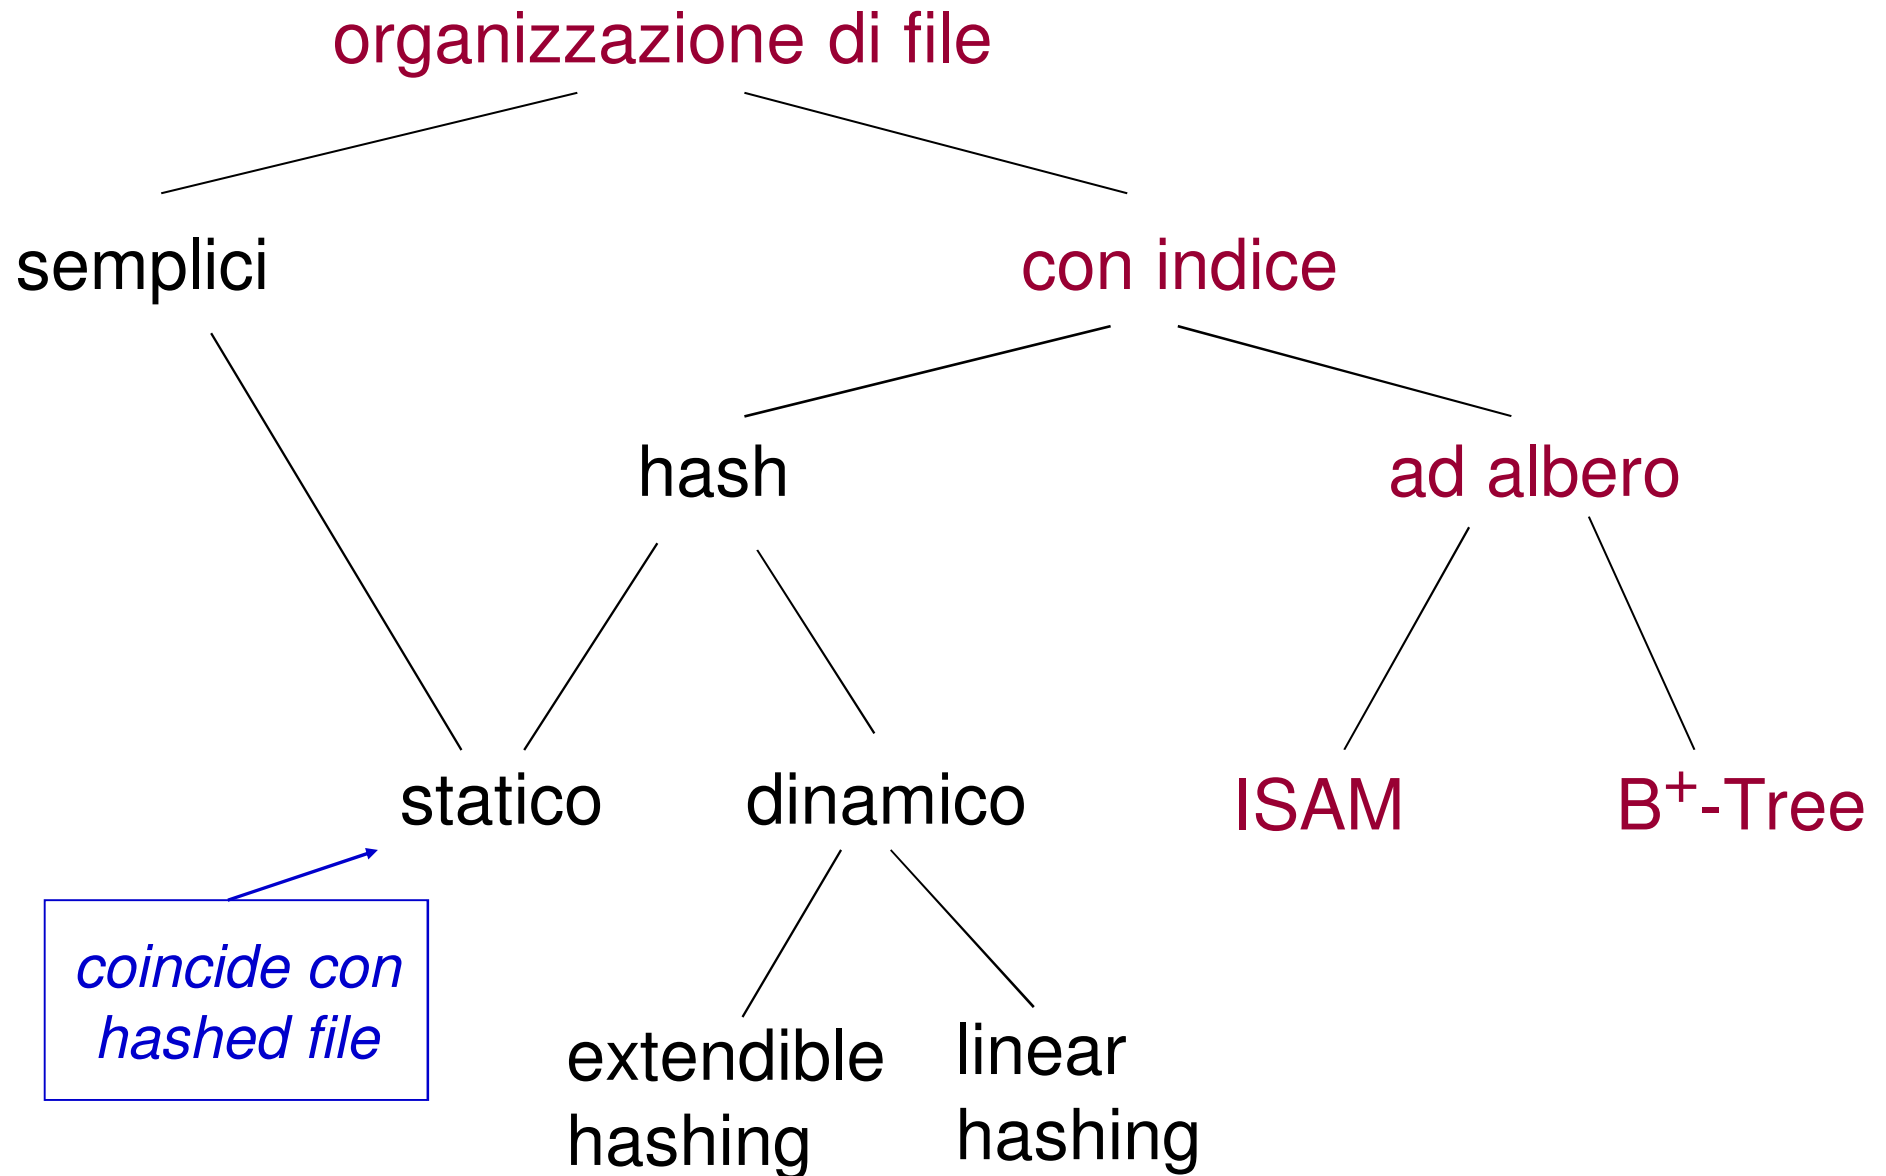 organizzazione di file
semplici
con indice
hash
ad albero
statico
dinamico
ISAM
B+-Tree
coincide con
hashed file
extendible
hashing
linear
hashing